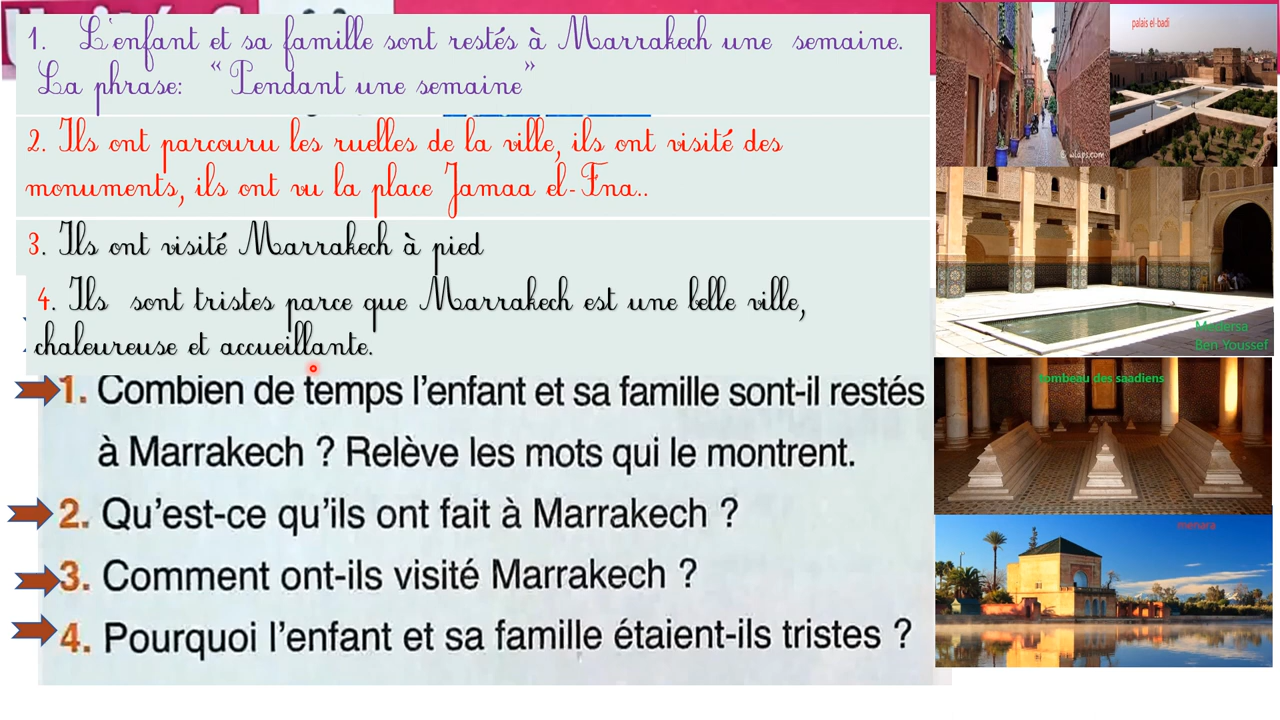 1. L'enfant et sa famille sont restés à Marrakech une semaine.
La phrase: “Pendant une semaine”
2. Ils ont parcouru les ruelles de la ville, ils ont visité des
monuments, ils ont vu la place Jamaa el-Fna..
3. Ils ont visité Marrakech à pied
4. Ils sont tristes parce que Marrakech est une belle ville,
chaleureuse et accueillante.
1. Combien de temps l'enfant et sa famille sont-il restés
à Marrakech ? Relève les mots qui le montrent.
2. Qu'est-ce qu'ils ont fait à Marrakech ?
3. Comment ont-ils visité Marrakech ?
4. Pourquoi l'enfant et sa famille étaient-ils tristes ?
palais el-badi
© wlaps.com
Medersa
Ben Youssef
tombeau des saadiens
menara